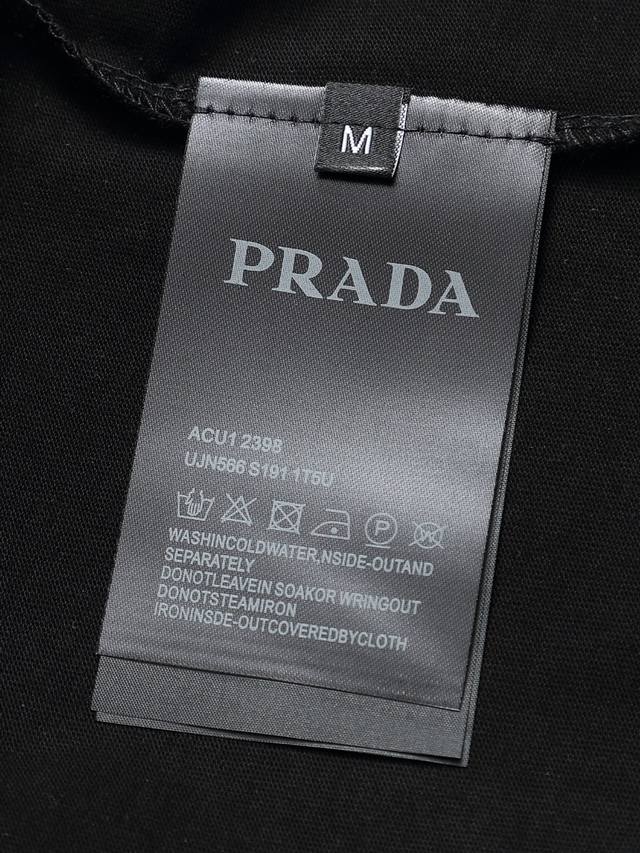 M
PRADA
ACU1 2398
UJN566 S191 1T5U
P
W
WASHINCOLDWATER,NSIDE-OUTAND
SEPARATELY
DONOTLEAVEIN SOAKOR WRINGOUT
DONOTSTEAMIRON
IRONINSDE-OUTCOVEREDBYCLOTH